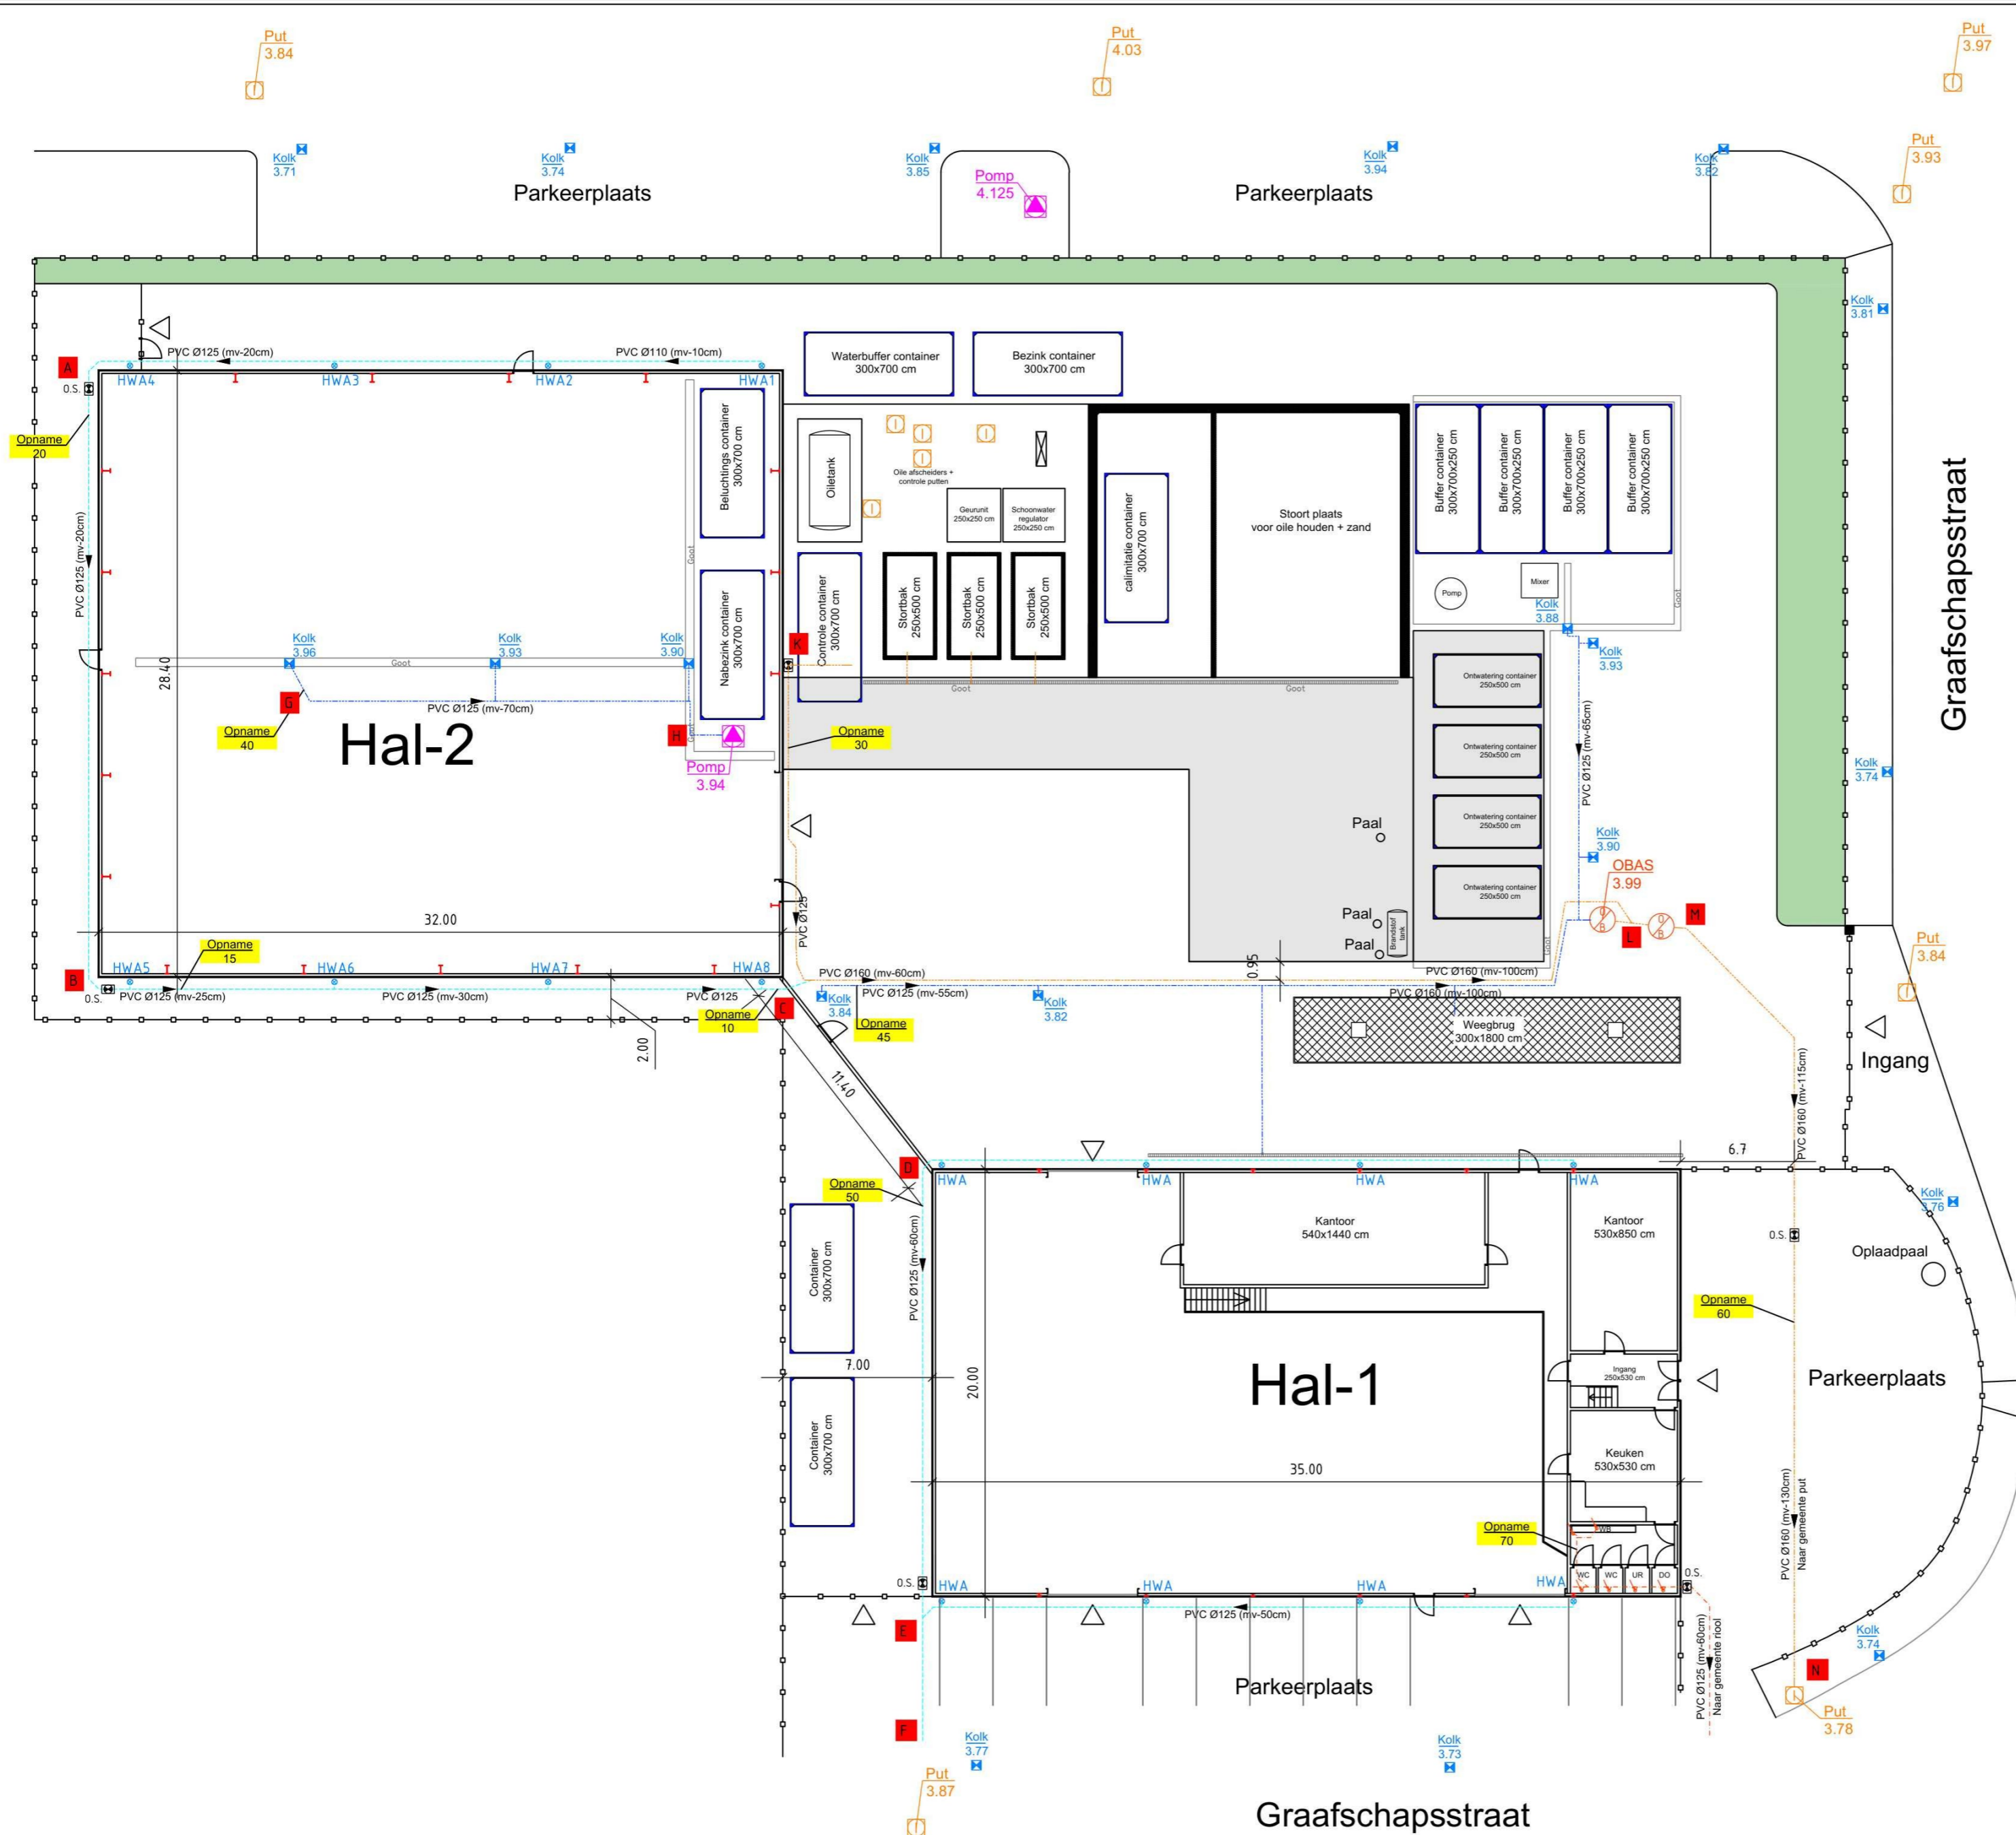 Put
3.84
Put
4.03
Put
3.97
Kolk
3.71
Kolk
3.74
Kolk
3.85
Kolk
3.94
Kolk
3.82
Put
3.93
Parkeerplaats
Pomp
4.125
Parkeerplaats
Kolk
3.81
A
O.S.
PVC Ø125 (mv-20cm)
PVC Ø110 (mv-10cm)
HWA4
HWA3
HWA2
HWA1
Waterbuffer container
300x700 cm
Bezink container
300x700 cm
Opname
20
Beluchtings container
300x700 cm
Oiletank
Oile afscheiders +
controle putten
Geurunit
250x250 cm
Schoonwater
regulator
250x250 cm
calimitatie container
300x700 cm
Stoort plaats
voor oile houden + zand
Buffer container
300x700x250 cm
Buffer container
300x700x250 cm
Buffer container
300x700x250 cm
Buffer container
300x700x250 cm
Graafschapsstraat
PVC Ø125 (mv-20cm)
Goot
Nabezink container
300x700 cm
Controle container
300x700 cm
Stortbak
250x500 cm
Stortbak
250x500 cm
Stortbak
250x500 cm
Pomp
Mixer
Goot
Kolk
3.88
Kolk
3.93
Kolk
3.96
Kolk
3.93
Kolk
3.90
K
Goot
28.40
G
PVC Ø125 (mv-70cm)
Goot
Goot
Opname
40
Hal-2
H
Goot
Pomp
3.94
Opname
30
Ontwatering container
250x500 cm
Ontwatering container
250x500 cm
Ontwatering container
250x500 cm
Ontwatering container
250x500 cm
PVC Ø125 (mv-65cm)
Kolk
3.74
Paal
Paal
Paal
Brandstof
tank
Kolk
3.90
OBAS
3.99
O
B
O
B
L
M
Goot
32.00
PVC Ø125
Opname
15
B
O.S.
HWA5
HWA6
HWA7
HWA8
PVC Ø125 (mv-25cm)
PVC Ø125 (mv-30cm)
PVC Ø125
Opname
10
C
2.00
PVC Ø160 (mv-60cm)
PVC Ø125 (mv-55cm)
0.95
PVC Ø160 (mv-100cm)
PVC Ø160 (mv-100cm)
Kolk
3.84
Opname
45
Kolk
3.82
Weegbrug
300x1800 cm
Put
3.84
Ingang
11.40
PVC Ø160 (mv-115cm)
6.7
D
Opname
50
HWA
HWA
HWA
HWA
Kantoor
540x1440 cm
Kantoor
530x850 cm
Kolk
3.76
O.S.
Oplaadpaal
PVC Ø125 (mv-60cm)
Container
300x700 cm
Opname
60
7.00
20.00
Hal-1
Ingang
250x530 cm
Parkeerplaats
Container
300x700 cm
35.00
Keuken
530x530 cm
PVC Ø160 (mv-130cm)
Naar gemeente put
Opname
70
WB
WC
WC
UR
DO
O.S.
O.S.
HWA
HWA
HWA
HWA
PVC Ø125 (mv-50cm)
E
Kolk
3.74
N
PVC Ø125 (mv-60cm)
Naar gemeente riool
Parkeerplaats
F
Put
3.78
Kolk
3.77
Kolk
3.73
Put
3.87
Graafschapsstraat